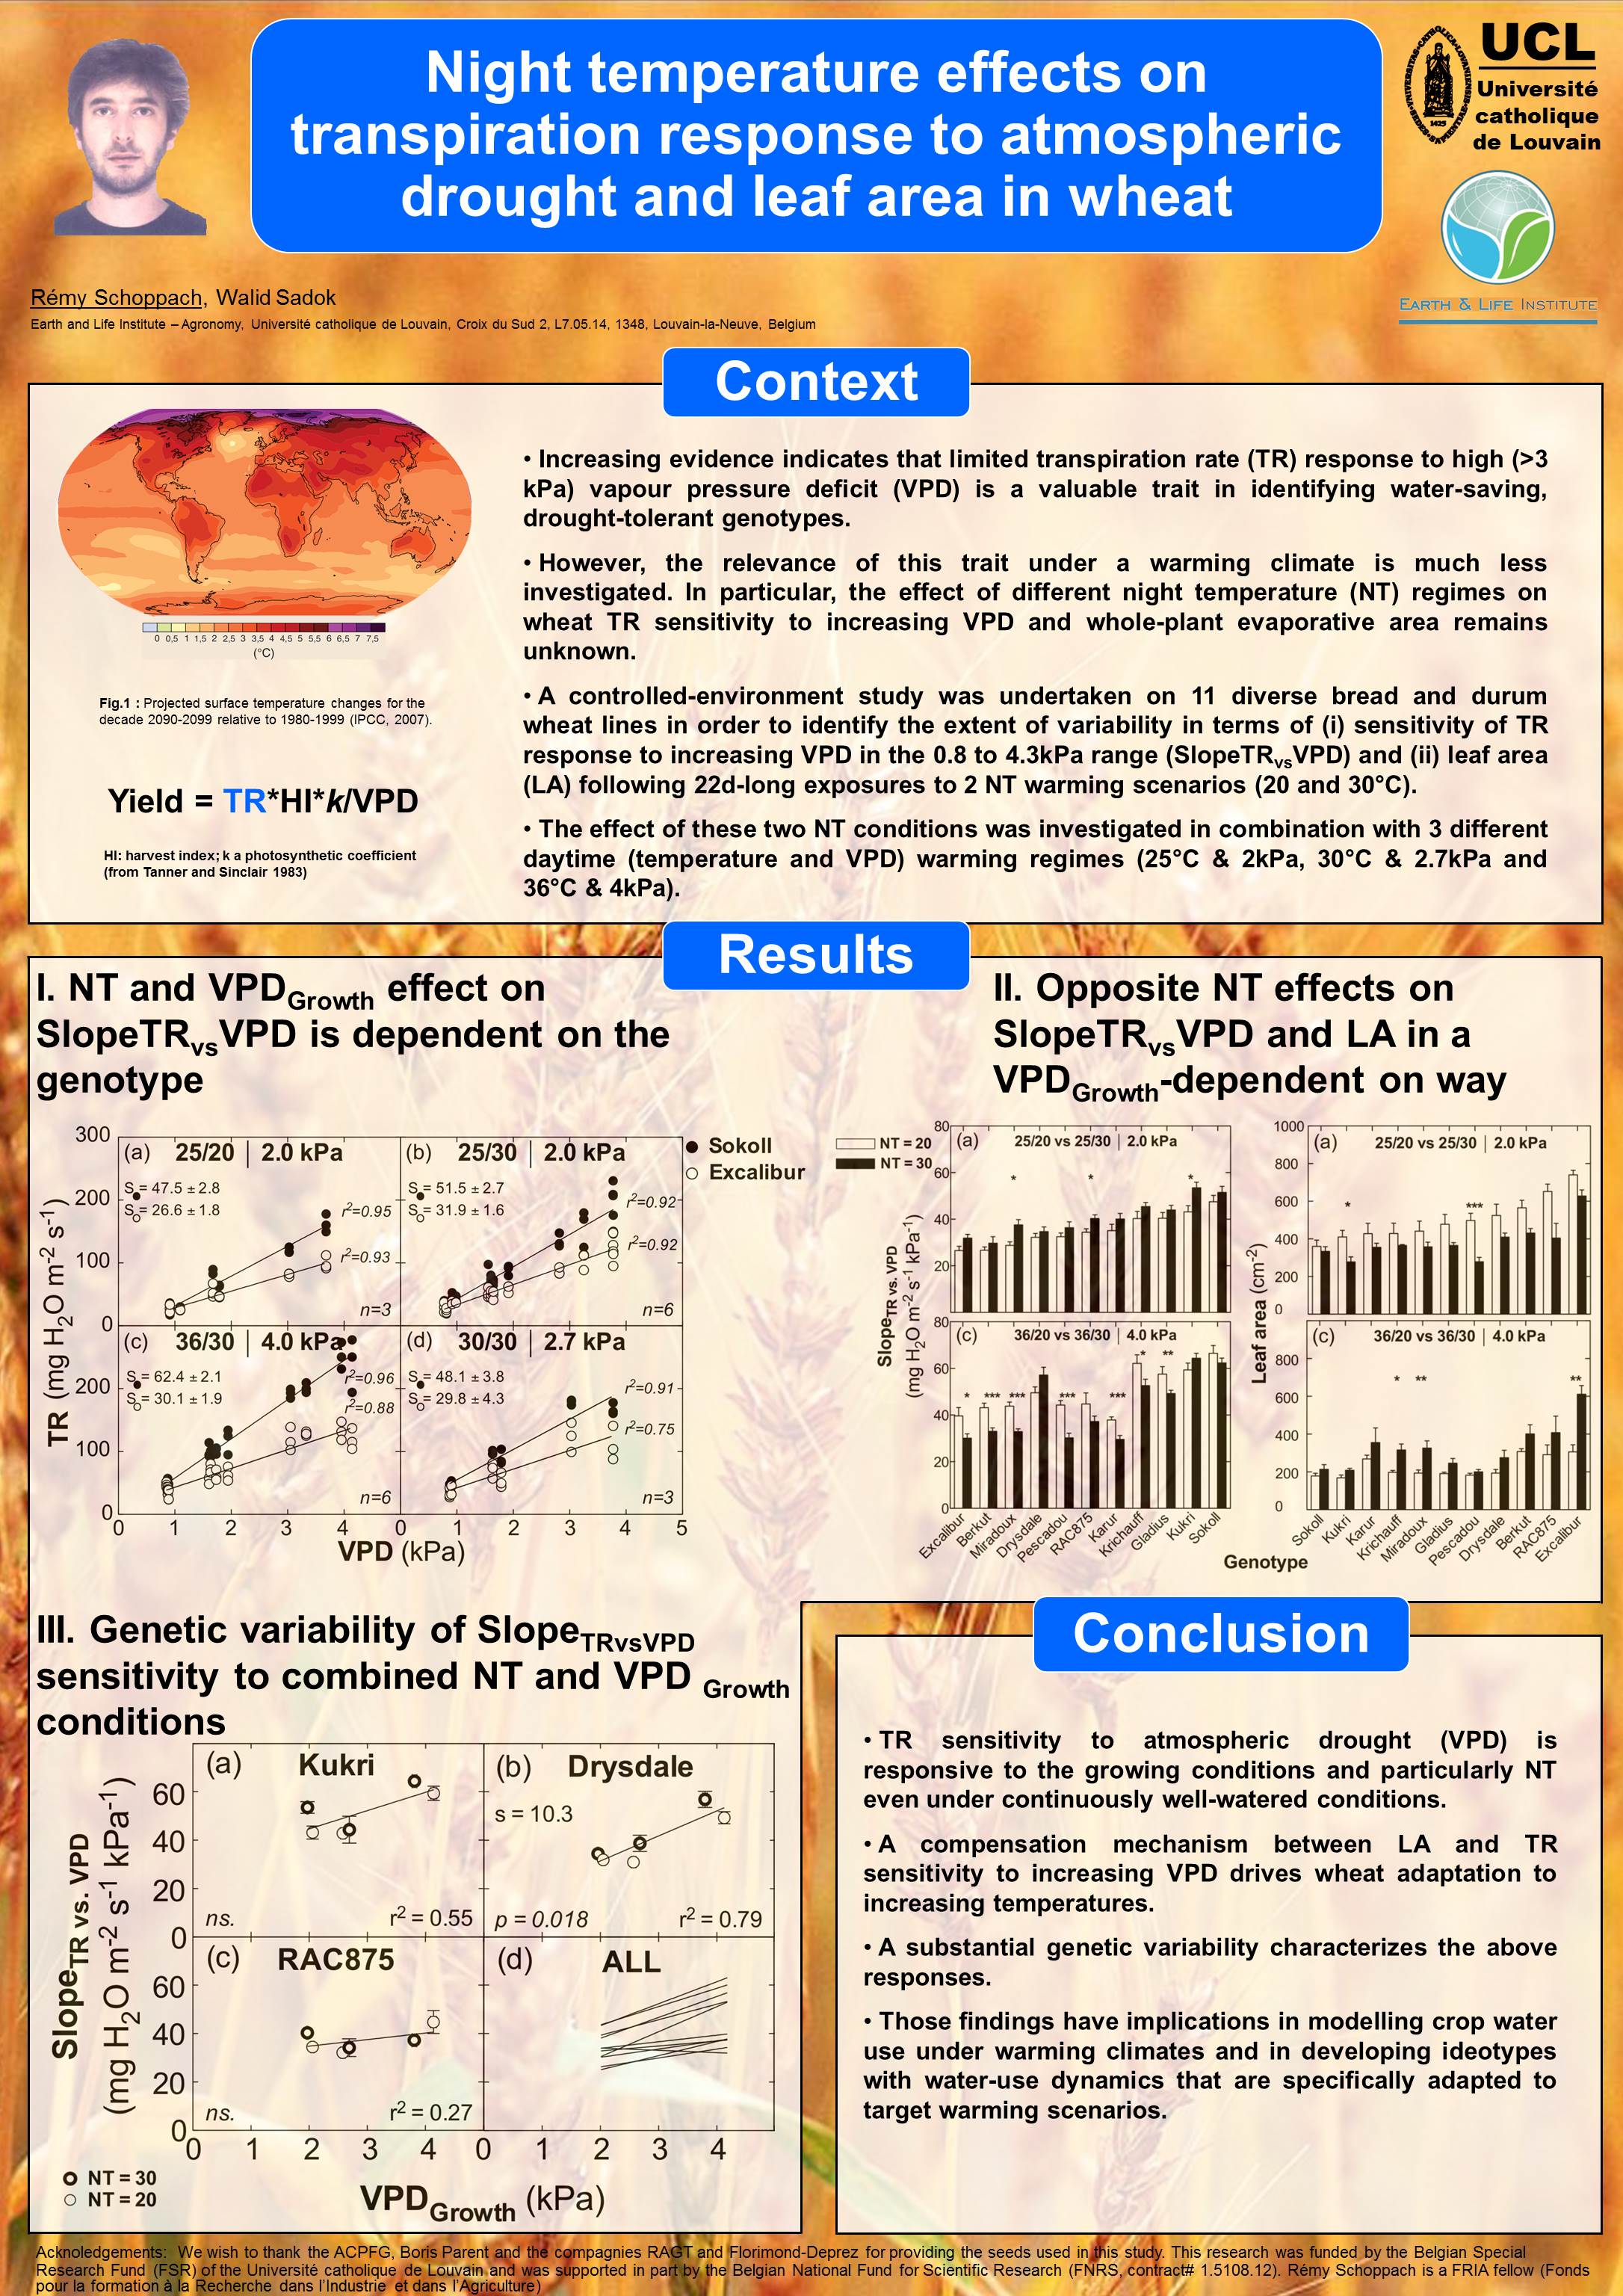 Night temperature effects on
transpiration response to atmospheric
drought and leaf area in wheat
UCL
Université
catholique
de Louvain
EARTH & LIFE INSTITUTE
Rémy Schoppach, Walid Sadok
Earth and Life Institute – Agronomy, Université catholique de Louvain, Croix du Sud 2, L7.05.14, 1348, Louvain-la-Neuve, Belgium
Context
0 0,5 1 1,5 2 2,5 3 3,5 4 4,5 5 5,5 6 6,5 7 7,5
(°C)
Fig.1 : Projected surface temperature changes for the
decade 2090-2099 relative to 1980-1999 (IPCC, 2007).
Yield = TR*HI*k/VPD
HI: harvest index; k a photosynthetic coefficient
(from Tanner and Sinclair 1983)
• Increasing evidence indicates that limited transpiration rate (TR) response to high (>3
kPa) vapour pressure deficit (VPD) is a valuable trait in identifying water-saving,
drought-tolerant genotypes.
• However, the relevance of this trait under a warming climate is much less
investigated. In particular, the effect of different night temperature (NT) regimes on
wheat TR sensitivity to increasing VPD and whole-plant evaporative area remains
unknown.
• A controlled-environment study was undertaken on 11 diverse bread and durum
wheat lines in order to identify the extent of variability in terms of (i) sensitivity of TR
response to increasing VPD in the 0.8 to 4.3kPa range (SlopeTRvsVPD) and (ii) leaf area
(LA) following 22d-long exposures to 2 NT warming scenarios (20 and 30°C).
• The effect of these two NT conditions was investigated in combination with 3 different
daytime (temperature and VPD) warming regimes (25°C & 2kPa, 30°C & 2.7kPa and
36°C & 4kPa).
Results
I. NT and VPDGrowth effect on
SlopeTRvsVPD is dependent on the
genotype
TR (mg H2O m-2 s-1)
300
200
100
0
200
100
0
(a) 25/20 | 2.0 kPa
S● = 47.5 ± 2.8
S○ = 26.6 ± 1.8
r2=0.95
r2=0.93
n=3
(b) 25/30 | 2.0 kPa
S● = 51.5 ± 2.7
S○ = 31.9 ± 1.6
r2=0.92
r2=0.92
n=6
● Sokoll
○ Excalibur
(c) 36/30 | 4.0 kPa
S● = 62.4 ± 2.1
S○ = 30.1 ± 1.9
r2=0.96
r2=0.88
n=6
(d) 30/30 | 2.7 kPa
S● = 48.1 ± 3.8
S○ = 29.8 ± 4.3
r2=0.91
r2=0.75
n=3
0 1 2 3 4 0 1 2 3 4 5
VPD (kPa)
II. Opposite NT effects on
SlopeTRvsVPD and LA in a
VPDGrowth-dependent on way
NT = 20
NT = 30
SlopeTR vs. VPD
(mg H2O m-2 s-1 kPa-1)
80
60
40
20
(a) 25/20 vs 25/30 | 2.0 kPa
* * *
80
60
40
20
0
(c) 36/20 vs 36/30 | 4.0 kPa
* *** *** *** *** * **
Excalibur Berkut Miradoux Drysdale Pescadou RAC875 Karur Krichauff Gladius Kukri Sokoll
Leaf area (cm-2)
1000
800
600
400
200
0
(a) 25/20 vs 25/30 | 2.0 kPa
* ***
800
600
400
200
0
(c) 36/20 vs 36/30 | 4.0 kPa
* ** **
Sokoll Kukri Karur Krichauff Miradoux Gladius Pescadou Drysdale Berkut RAC875 Excalibur
Genotype
III. Genetic variability of SlopeTRvsVPD
sensitivity to combined NT and VPD Growth
conditions
SlopeTR vs. VPD
(mg H2O m-2 s-1 kPa-1)
60
40
20
0
0
60
40
20
0
(a) Kukri
ns. r2 = 0.55
(b) Drysdale
s = 10.3
p = 0.018 r2 = 0.79
(c) RAC875
ns. r2 = 0.27
(d) ALL
0 1 2 3 4 0 1 2 3 4
NT = 30
NT = 20
VPDGrowth (kPa)
Conclusion
• TR sensitivity to atmospheric drought (VPD) is
responsive to the growing conditions and particularly NT
even under continuously well-watered conditions.
• A compensation mechanism between LA and TR
sensitivity to increasing VPD drives wheat adaptation to
increasing temperatures.
• A substantial genetic variability characterizes the above
responses.
• Those findings have implications in modelling crop water
use under warming climates and in developing ideotypes
with water-use dynamics that are specifically adapted to
target warming scenarios.
Acknoledgements: We wish to thank the ACPFG, Boris Parent and the compagnies RAGT and Florimond-Deprez for providing the seeds used in this study. This research was funded by the Belgian Special
Research Fund (FSR) of the Université catholique de Louvain and was supported in part by the Belgian National Fund for Scientific Research (FNRS, contract# 1.5108.12). Rémy Schoppach is a FRIA fellow (Fonds
pour la formation à la Recherche dans l'Industrie et dans l'Agriculture)